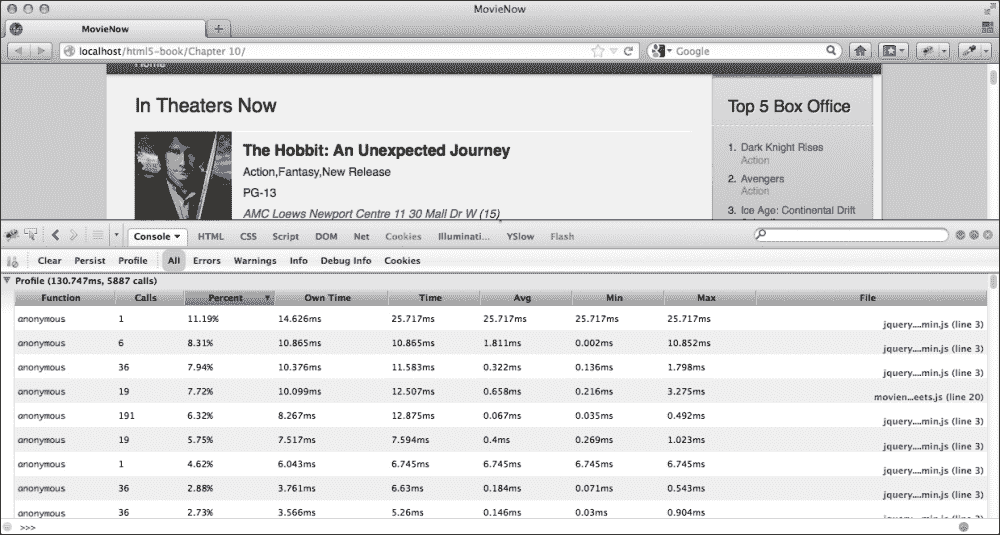 MovieNow
MovieNow
localhost/html5-book/Chapter 10/
Google
Home
In Theaters Now
Top 5 Box Office
The Hobbit: An Unexpected Journey
Action,Fantasy,New Release
PG-13
AMC Loews Newport Centre 11 30 Mall Dr W (15),
1. Dark Knight Rises
Action
2. Avengers
Action
3. Ice Age: Continental Drift
Console HTML CSS Script DOM Net Cookies Illuminati... YSlow Flash
Clear Persist Profile All Errors Warnings Info Debug Info Cookies
Profile (130.747ms, 5887 calls)
Function Calls Percent Own Time Time Avg Min Max File
anonymous 1 11.19% 14.626ms 25.717ms 25.717ms 25.717ms 25.717ms jquery....min.js (line 3)
anonymous 6 8.31% 10.865ms 10.865ms 1.811ms 0.002ms 10.852ms jquery....min.js (line 3)
anonymous 36 7.94% 10.376ms 11.583ms 0.322ms 0.136ms 1.798ms jquery....min.js (line 3)
anonymous 19 7.72% 10.099ms 12.507ms 0.658ms 0.216ms 3.275ms movien...eets.js (line 20)
anonymous 191 6.32% 8.267ms 12.875ms 0.067ms 0.035ms 0.492ms jquery....min.js (line 3)
anonymous 19 5.75% 7.517ms 7.594ms 0.4ms 0.269ms 1.023ms jquery....min.js (line 3)
anonymous 1 4.62% 6.043ms 6.745ms 6.745ms 6.745ms 6.745ms jquery....min.js (line 3)
anonymous 36 2.88% 3.761ms 6.63ms 0.184ms 0.071ms 0.543ms jquery....min.js (line 3)
anonymous 36 2.73% 3.566ms 5.26ms 0.146ms 0.03ms 0.904ms jquery....min.js (line 3)
>>>